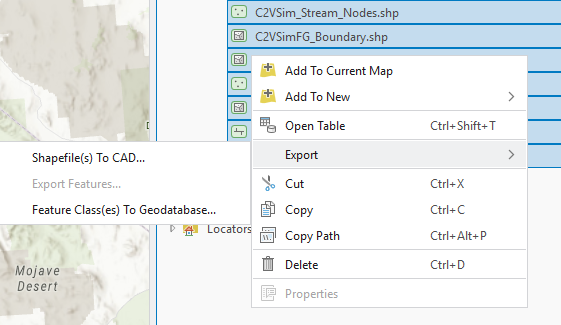 C2VSim_Stream_Nodes.shp
C2VSimFG_Boundary.shp
Add To Current Map
Add To New
Open Table Ctrl+Shift+T
Export
Shapefile(s) To CAD...
Export Features...
Feature Class(es) To Geodatabase...
Cut Ctrl+X
Copy Ctrl+C
Locators
Copy Path Ctrl+Alt+P
Delete Ctrl+D
Properties
Mojave
Desert